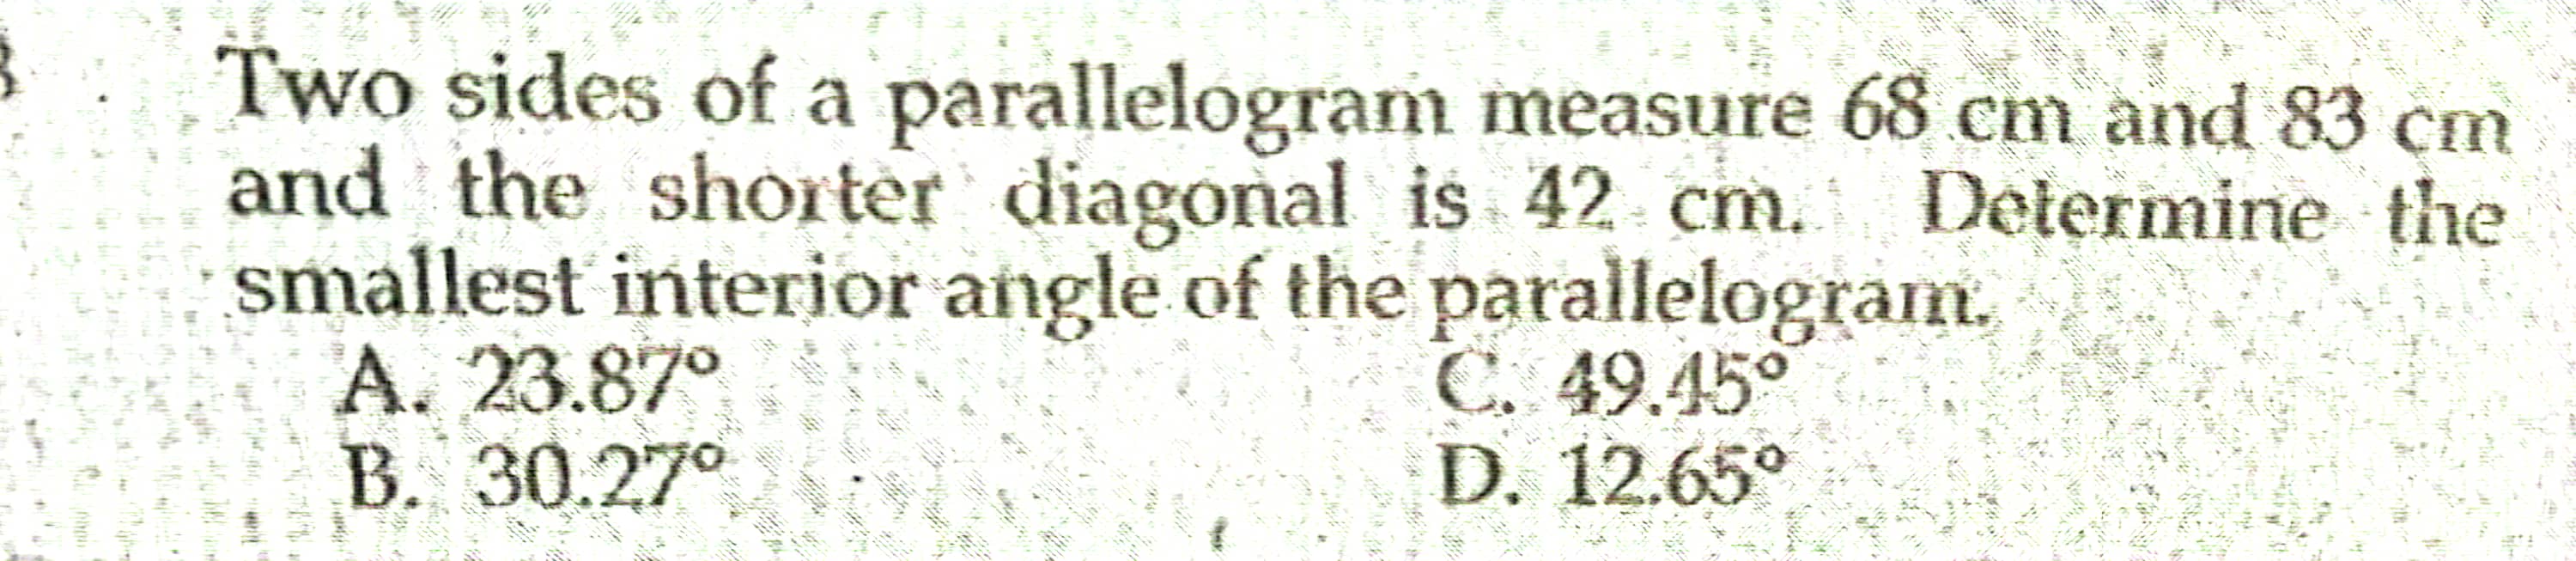 Two sides of a parallelogram measure 68 cm and 83 cm
and the shorter diagonal is 42 cm. Determine the
smallest interior angle of the parallelogram.
A. 23.87° C. 49.45°
B. 30.27° D. 12.65°